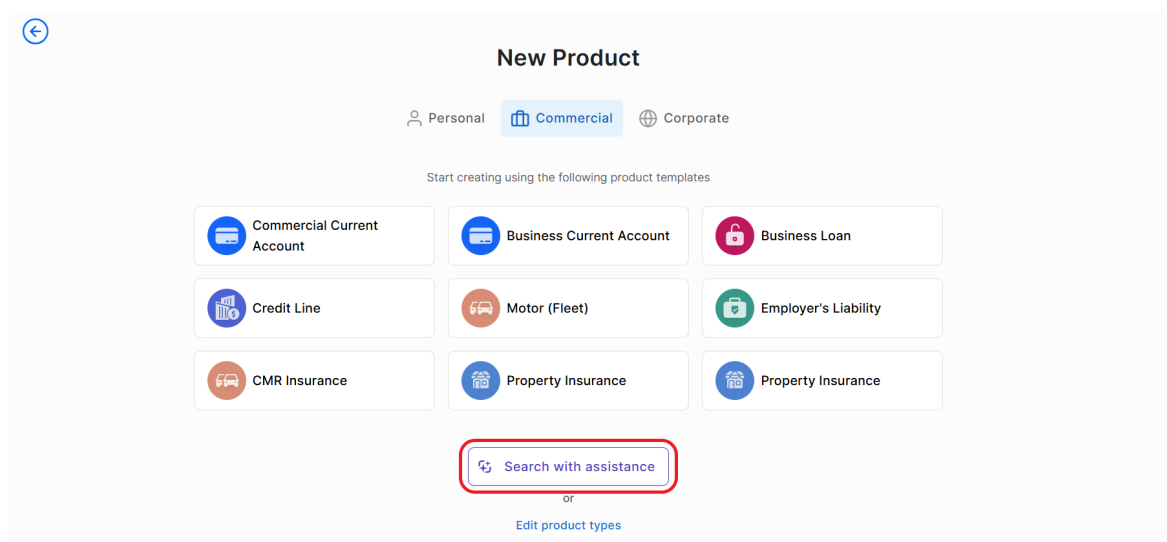 New Product
Personal
Commercial
Corporate
Start creating using the following product templates
Commercial Current
Account
Business Current Account
Business Loan
Credit Line
Motor (Fleet)
Employer's Liability
CMR Insurance
Property Insurance
Property Insurance
Search with assistance
or
Edit product types